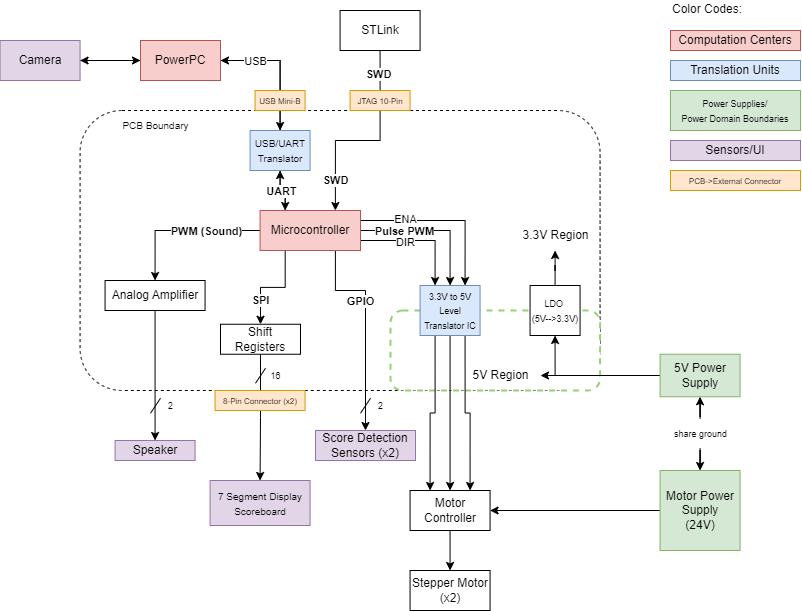 Color Codes:
STLink
Computation Centers
Camera
PowerPC
USB
Translation Units
SWD
USB Mini-B
JTAG 10-Pin
Power Supplies/
Power Domain Boundaries
PCB Boundary
USB/UART
Translator
Sensors/UI
SWD
UART
PCB->External Connector
ENA
PWM (Sound)
Microcontroller
Pulse PWM
DIR
3.3V Region
Analog Amplifier
SPI
GPIO
3.3V to 5V
Level
Translator IC
LDO
(5V-->3.3V)
Shift
Registers
16
5V Region
5V Power
Supply
8-Pin Connector (x2)
2
2
share ground
Speaker
Score Detection
Sensors (x2)
7 Segment Display
Scoreboard
Motor
Controller
Motor Power
Supply
(24V)
Stepper Motor
(x2)